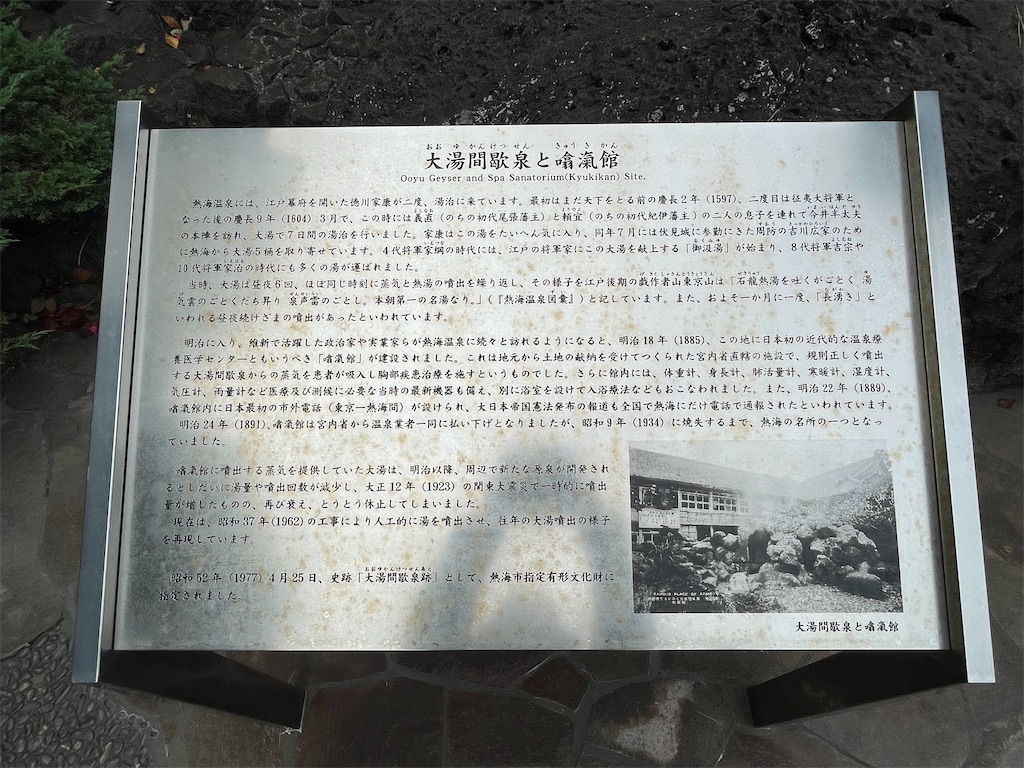 おおゆかんけつせん きゅうきかん
大湯間歇泉と噏滊館
Ooyu Geyser and Spa Sanatorium(Kyukikan) Site.
熱海温泉には、江戸幕府を開いた徳川家康が二度、湯治に来ています。最初はまだ天下をとる前の慶長2年（1597）、二度目は征夷大将軍と
なった後の慶長9年（1604）3月で、この時には義直（のちの初代尾張藩主）と頼宣（のちの初代紀伊藩主）の二人の息子を連れて今井半太夫
の本陣を訪れ、大湯で7日間の湯治を行いました。家康はこの湯をたいへん気に入り、同年7月には伏見城に参勤にきた周防の吉川広家のため
に熱海から大湯5桶を取り寄せています。4代将軍家綱の時代には、江戸の将軍家にこの大湯を献上する「御汲湯」が始まり、8代将軍吉宗や
10代将軍家治の時代にも多くの湯が運ばれました。
当時、大湯は昼夜6回、ほぼ同じ時刻に蒸気と熱湯の噴出を繰り返し、その様子を江戸後期の戯作者山東京山は「石龍熱湯を吐くがごとく 湯
気雲のごとくたち昇り 泉声雷のごとし。本朝第一の名湯なり。」（『熱海温泉図彙』）と記しています。また、およそ一か月に一度、「長湧き」と
いわれる昼夜続けざまの噴出があったといわれています。
明治に入り、維新で活躍した政治家や実業家らが熱海温泉に続々と訪れるようになると、明治18年（1885）、この地に日本初の近代的な温泉療
養医学センターともいうべき「噏滊館」が建設されました。これは地元から土地の献納を受けてつくられた宮内省直轄の施設で、規則正しく噴出
する大湯間歇泉からの蒸気を患者が吸入し胸部疾患治療を施すというものでした。さらに館内には、体重計、身長計、肺活量計、寒暖計、湿度計、
気圧計、雨量計など医療及び測候に必要な当時の最新機器も備え、別に浴室を設けて入浴療法などもおこなわれました。また、明治22年（1889）、
噏滊館内に日本最初の市外電話（東京―熱海間）が設けられ、大日本帝国憲法発布の報道も全国で熱海にだけ電話で通報されたといわれています。
明治24年（1891）、噏滊館は宮内省から温泉業者一同に払い下げとなりましたが、昭和9年（1934）に焼失するまで、熱海の名所の一つとなっ
ていました。
噏滊館に噴出する蒸気を提供していた大湯は、明治以降、周辺で新たな源泉が開発され
るとしだいに湯量や噴出回数が減少し、大正12年（1923）の関東大震災で一時的に噴出
量が増したものの、再び衰え、とうとう休止してしまいました。
現在は、昭和37年（1962）の工事により人工的に湯を噴出させ、往年の大湯噴出の様子
を再現しています。
昭和52年（1977）4月25日、史跡「大湯間歇泉跡」として、熱海市指定有形文化財に
指定されました。
FAMOUS PLACE OF ATAMI
大湯間歇泉と噏滊館